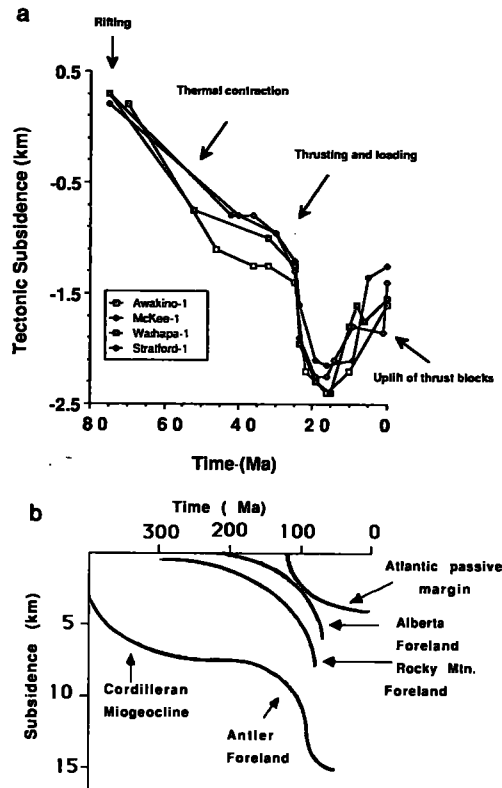 a
Rifting
Thermal contraction
Thrusting and loading
Tectonic Subsidence (km)
0.5
-0.5
-1.5
-2.5
Awakino-1
McKee-1
Waihapa-1
Stratford-1
Uplift of thrust blocks
80 60 40 20 0
Time (Ma)
b
Time ( Ma)
300 200 100 0
Subsidence (km)
5
10
15
Atlantic passive
margin
Alberta
Foreland
Rocky Mtn.
Foreland
Cordilleran
Miogeocline
Antler
Foreland